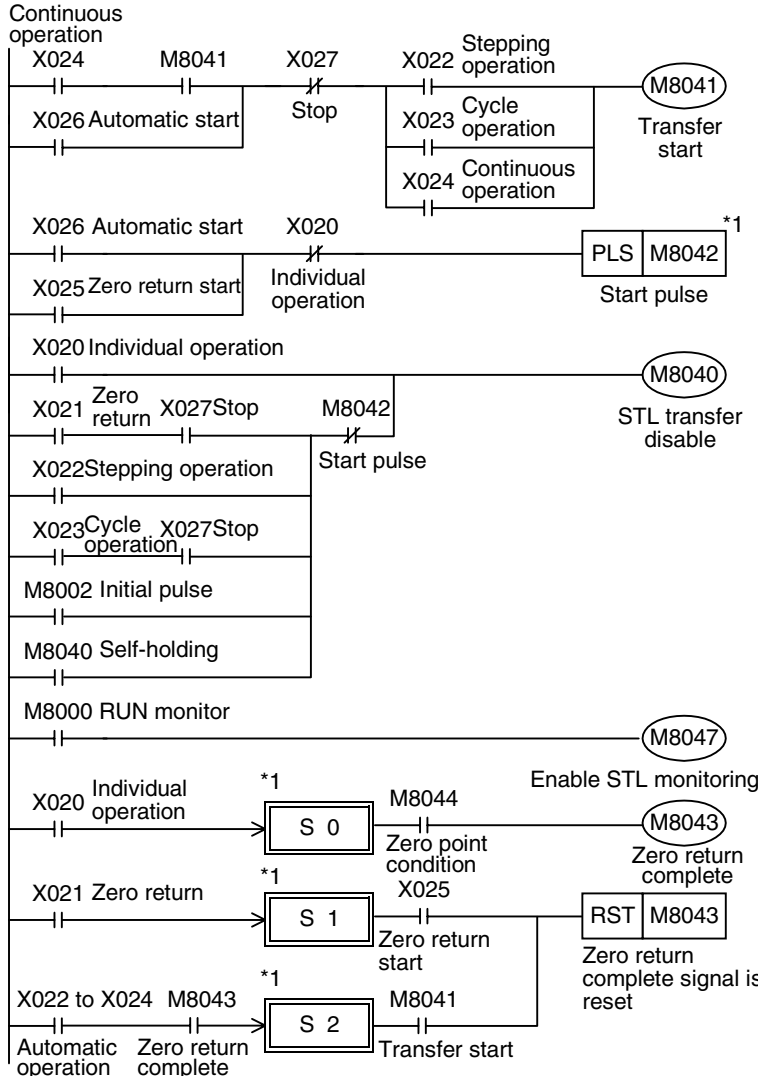 Continuous
operation
X024 M8041 X027 X022 Stepping
operation
M8041
X026 Automatic start Stop X023 Cycle
operation
Transfer
start
X024 Continuous
operation
X026 Automatic start X020 *1
PLS M8042
X025 Zero return start Individual
operation
Start pulse
X020 Individual operation
M8040
X021 Zero
return X027 Stop M8042 STL transfer
disable
Start pulse
X022 Stepping operation
X023 Cycle
operation X027 Stop
M8002 Initial pulse
M8040 Self-holding
M8000 RUN monitor
M8047
Enable STL monitoring
X020 Individual
operation
*1
S 0
M8044
M8043
Zero point
condition
Zero return
complete
X021 Zero return
*1
S 1
X025
RST M8043
Zero return
start
Zero return
complete signal is
reset
*1
X022 to X024 M8043
S 2
M8041
Automatic
operation
Zero return
complete
Transfer start